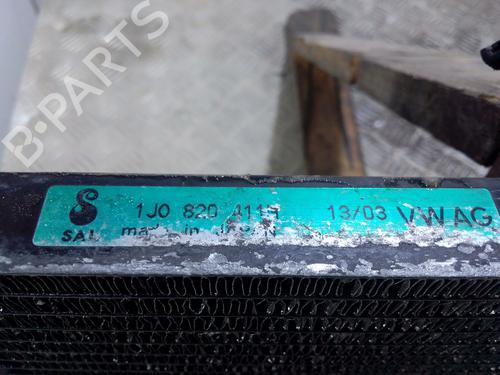 B-PARTS
1J0 820 411 13/03 VW AG
SAL made in